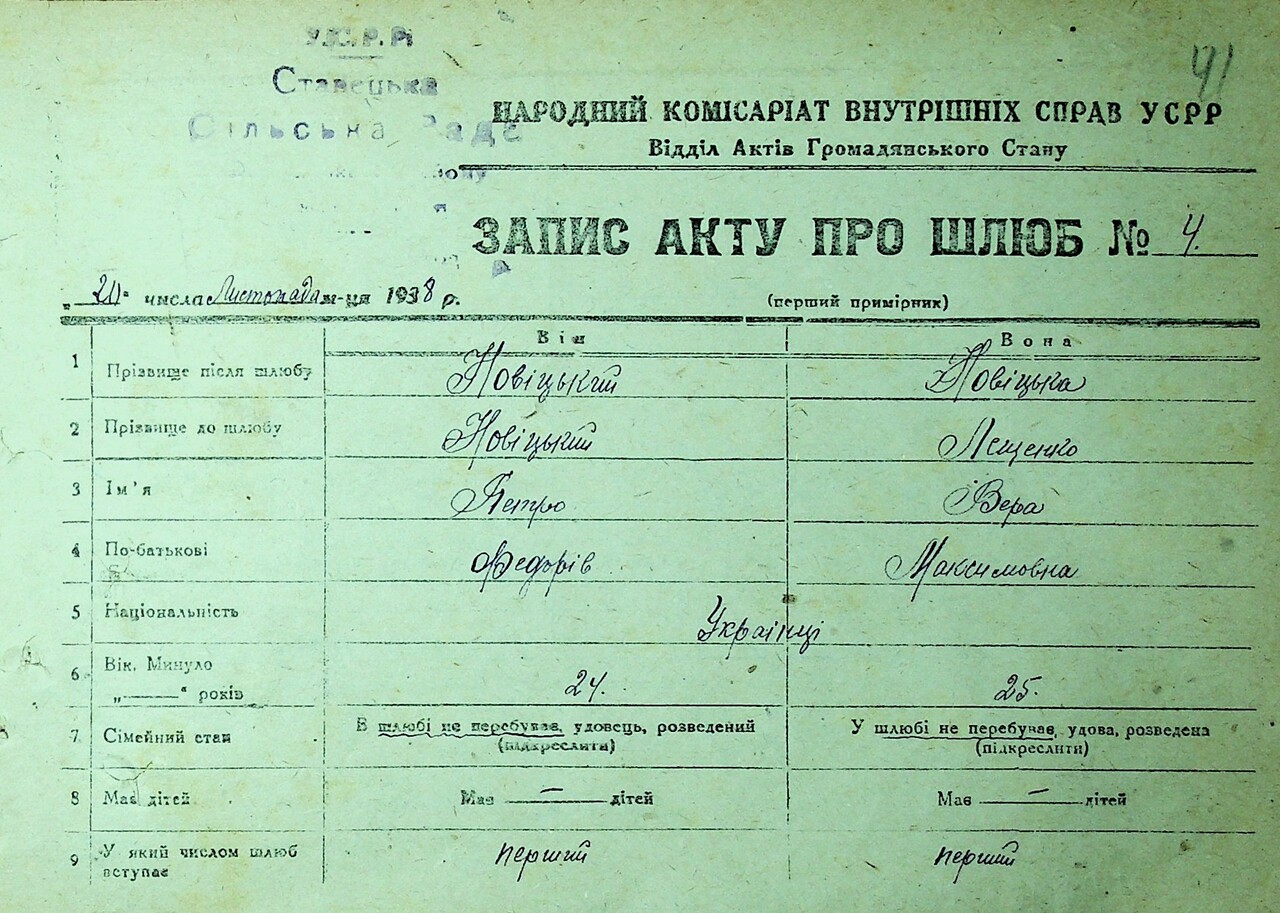 У.С.Р.Р.
Ставецька
Сільська Рада
41
НАРОДНИЙ КОМІСАРІАТ ВНУТРІШНІХ СПРАВ УСРР
Відділ Актів Громадянського Стану
ЗАПИС АКТУ ПРО ШЛЮБ № 4.
числа Листопада м-ця 1938 р.
(перший примірник)
Він Вона
1 Прізвище після шлюбу Новіцький Новіцька
2 Прізвище до шлюбу Новіцький Лещенко
3 Ім'я Петро Вера
4 По-батькові Федорів Максимовна
5 Національність Українці
6 Вік. Минуло
„——“ років 24. 25.
7 Сімейний стан В шлюбі не перебував, удовець, розведений У шлюбі не перебував, удова, розведена
(підкреслити) (підкреслити)
8 Має дітей Має — дітей Має — дітей
9 У який числом шлюб
вступає перший перший